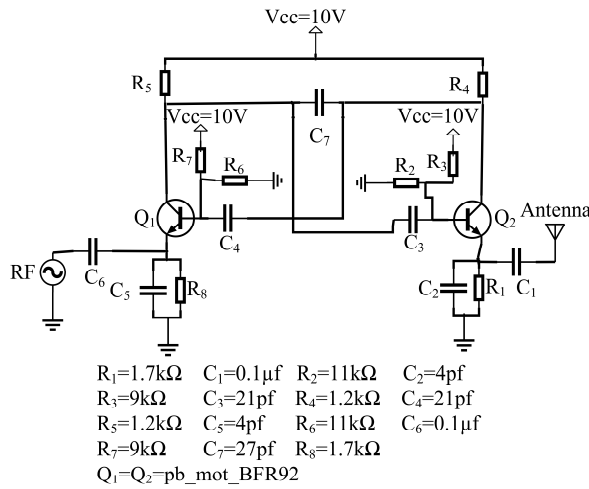 Vcc=10V
R5
R4
Vcc=10V
C7
Vcc=10V
R7
R6
R2
R3
Q1
C4
C3
Q2
Antenna
RF
C6
C5
R8
C2
R1
C1
R1=1.7kΩ C1=0.1µf R2=11kΩ C2=4pf
R3=9kΩ C3=21pf R4=1.2kΩ C4=21pf
R5=1.2kΩ C5=4pf R6=11kΩ C6=0.1µf
R7=9kΩ C7=27pf R8=1.7kΩ
Q1=Q2=pb_mot_BFR92